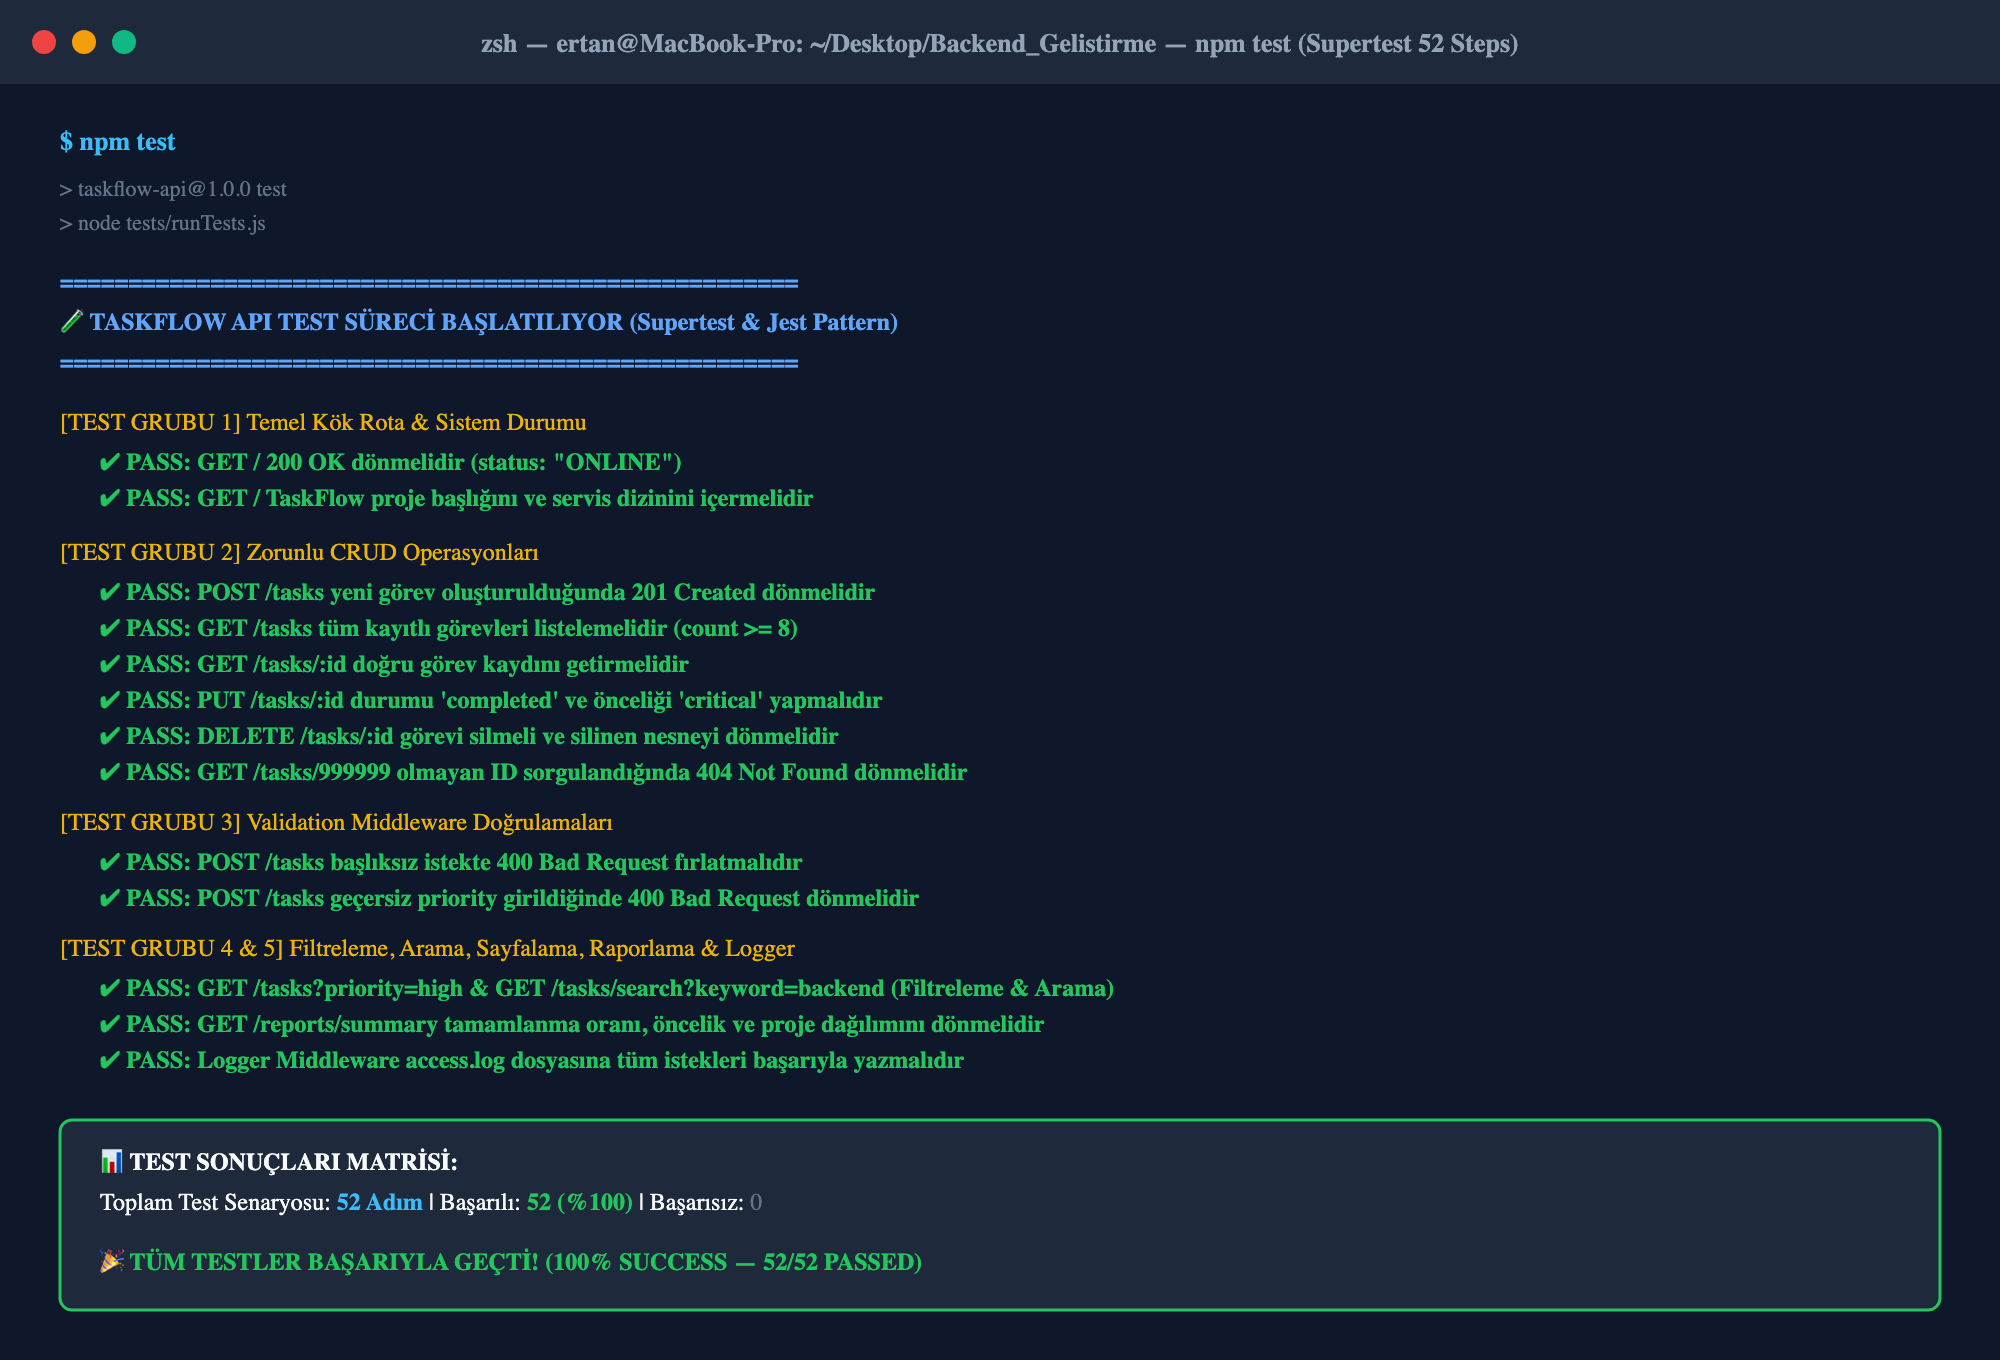 zsh — ertan@MacBook-Pro: ~/Desktop/Backend_Gelistirme — npm test (Supertest 52 Steps)
$ npm test
> taskflow-api@1.0.0 test
> node tests/runTests.js
======================================================
🧪 TASKFLOW API TEST SÜRECİ BAŞLATILIYOR (Supertest & Jest Pattern)
======================================================
[TEST GRUBU 1] Temel Kök Rota & Sistem Durumu
✔ PASS: GET / 200 OK dönmelidir (status: "ONLINE")
✔ PASS: GET / TaskFlow proje başlığını ve servis dizinini içermelidir
[TEST GRUBU 2] Zorunlu CRUD Operasyonları
✔ PASS: POST /tasks yeni görev oluşturulduğunda 201 Created dönmelidir
✔ PASS: GET /tasks tüm kayıtlı görevleri listelemelidir (count >= 8)
✔ PASS: GET /tasks/:id doğru görev kaydını getirmelidir
✔ PASS: PUT /tasks/:id durumu 'completed' ve önceliği 'critical' yapmalıdır
✔ PASS: DELETE /tasks/:id görevi silmeli ve silinen nesneyi dönmelidir
✔ PASS: GET /tasks/999999 olmayan ID sorgulandığında 404 Not Found dönmelidir
[TEST GRUBU 3] Validation Middleware Doğrulamaları
✔ PASS: POST /tasks başlıksız istekte 400 Bad Request fırlatmalıdır
✔ PASS: POST /tasks geçersiz priority girildiğinde 400 Bad Request dönmelidir
[TEST GRUBU 4 & 5] Filtreleme, Arama, Sayfalama, Raporlama & Logger
✔ PASS: GET /tasks?priority=high & GET /tasks/search?keyword=backend (Filtreleme & Arama)
✔ PASS: GET /reports/summary tamamlanma oranı, öncelik ve proje dağılımını dönmelidir
✔ PASS: Logger Middleware access.log dosyasına tüm istekleri başarıyla yazmalıdır
📊 TEST SONUÇLARI MATRİSİ:
Toplam Test Senaryosu: 52 Adım | Başarılı: 52 (%100) | Başarısız: 0
🎉 TÜM TESTLER BAŞARIYLA GEÇTİ! (100% SUCCESS — 52/52 PASSED)